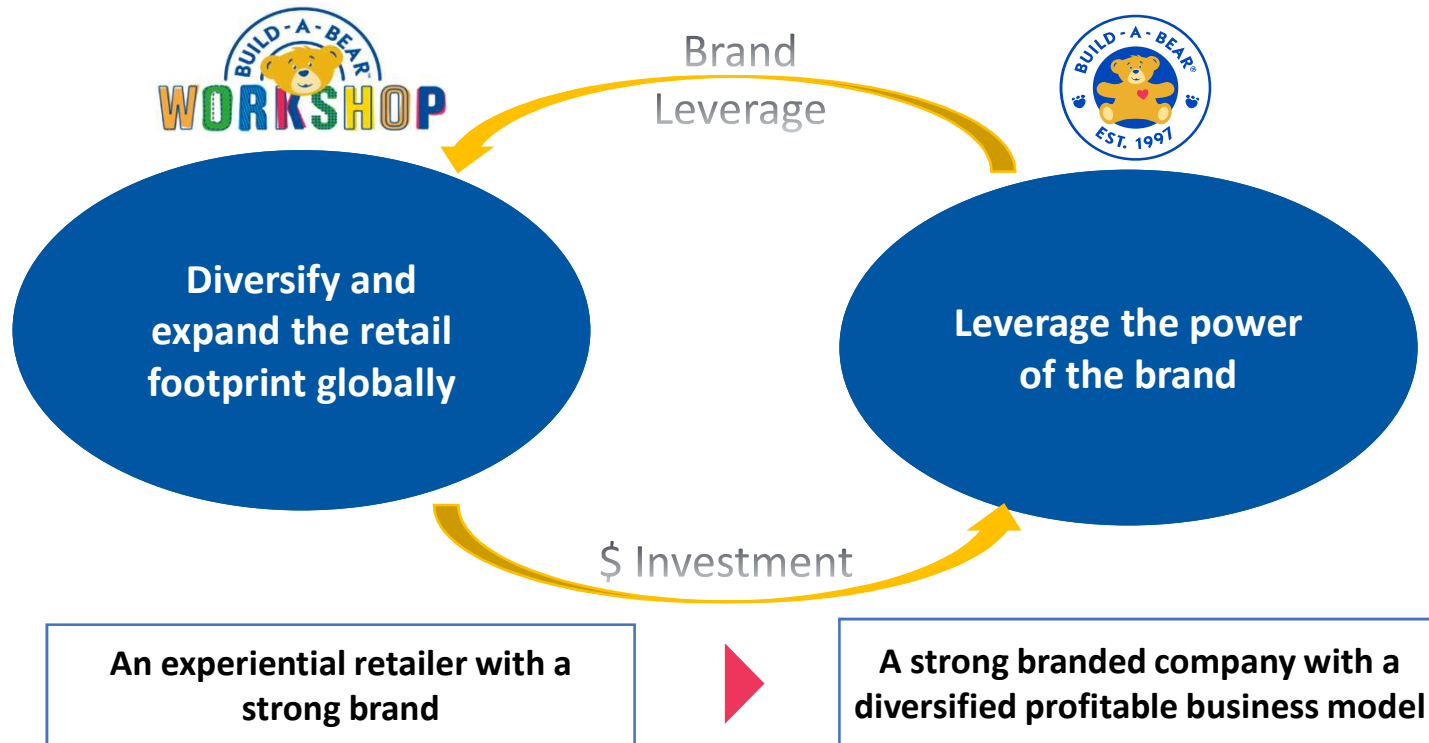 BUILD-A-BEAR
WORKSHOP
Brand
Leverage
BUILD-A-BEAR®
EST. 1997
Diversify and
expand the retail
footprint globally
Leverage the power
of the brand
$ Investment
An experiential retailer with a
strong brand
A strong branded company with a
diversified profitable business model